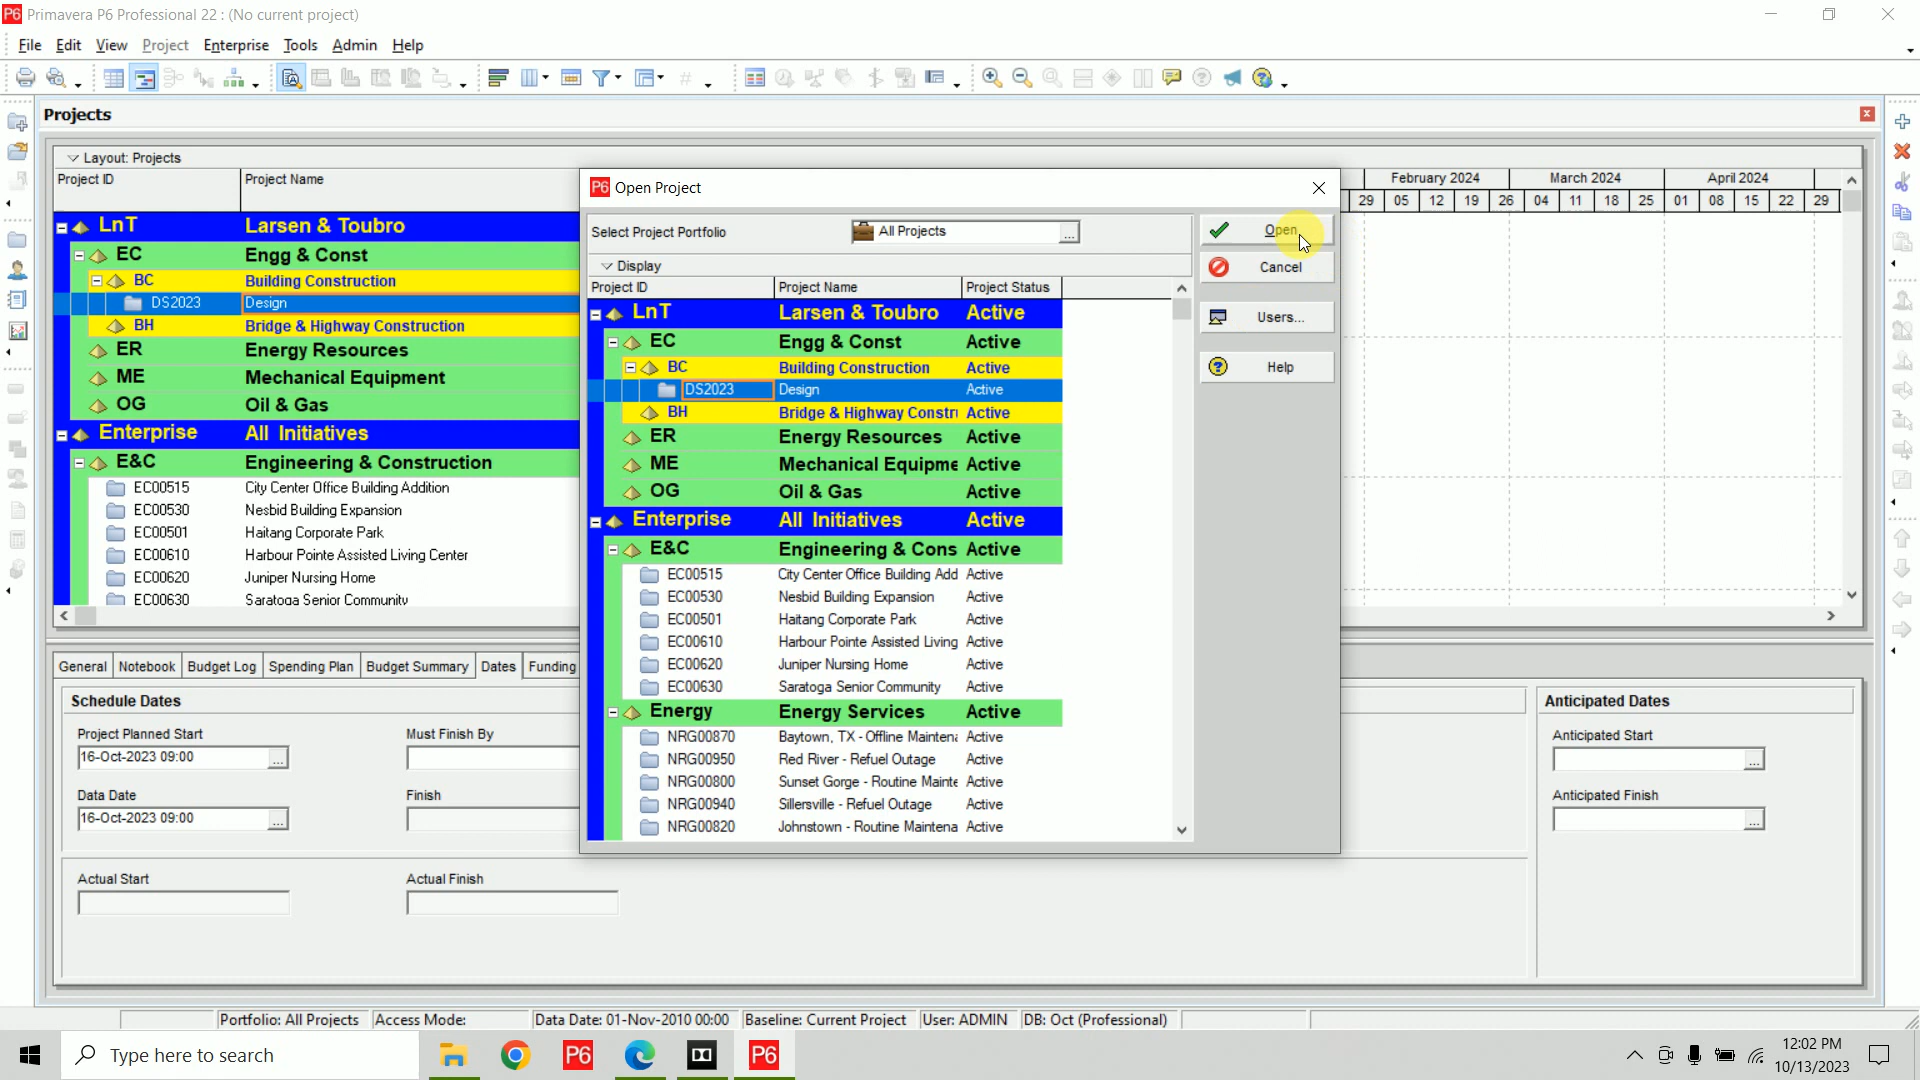 P6 Primavera P6 Professional 22 : (No current project)
File Edit View Project Enterprise Tools Admin Help
Projects
Layout: Projects
Project ID Project Name
LnT Larsen & Toubro
EC Engg & Const
BC Building Construction
DS2023 Design
BH Bridge & Highway Construction
ER Energy Resources
ME Mechanical Equipment
OG Oil & Gas
Enterprise All Initiatives
E&C Engineering & Construction
EC00515 City Center Office Building Addition
EC00530 Nesbid Building Expansion
EC00501 Haitang Corporate Park
EC00610 Harbour Pointe Assisted Living Center
EC00620 Juniper Nursing Home
EC00630 Saratoga Senior Community
February 2024 March 2024 April 2024
29 05 12 19 26 04 11 18 25 01 08 15 22 29
P6 Open Project
Select Project Portfolio All Projects ...
Display
Project ID Project Name Project Status
LnT Larsen & Toubro Active
EC Engg & Const Active
BC Building Construction Active
DS2023 Design Active
BH Bridge & Highway Constr Active
ER Energy Resources Active
ME Mechanical Equipme Active
OG Oil & Gas Active
Enterprise All Initiatives Active
E&C Engineering & Cons Active
EC00515 City Center Office Building Add Active
EC00530 Nesbid Building Expansion Active
EC00501 Haitang Corporate Park Active
EC00610 Harbour Pointe Assisted Living Active
EC00620 Juniper Nursing Home Active
EC00630 Saratoga Senior Community Active
Energy Energy Services Active
NRG00870 Baytown, TX - Offline Maintena Active
NRG00950 Red River - Refuel Outage Active
NRG00800 Sunset Gorge - Routine Mainte Active
NRG00940 Sillersville - Refuel Outage Active
NRG00820 Johnstown - Routine Maintena Active
Open
Cancel
Users...
Help
General Notebook Budget Log Spending Plan Budget Summary Dates Funding
Schedule Dates
Project Planned Start Must Finish By
16-Oct-2023 09:00 ...
Data Date Finish
16-Oct-2023 09:00 ...
Actual Start Actual Finish
Anticipated Dates
Anticipated Start
...
Anticipated Finish
...
Portfolio: All Projects Access Mode: Data Date: 01-Nov-2010 00:00 Baseline: Current Project User: ADMIN DB: Oct (Professional)
Type here to search
P6
P6
12:02 PM
10/13/2023